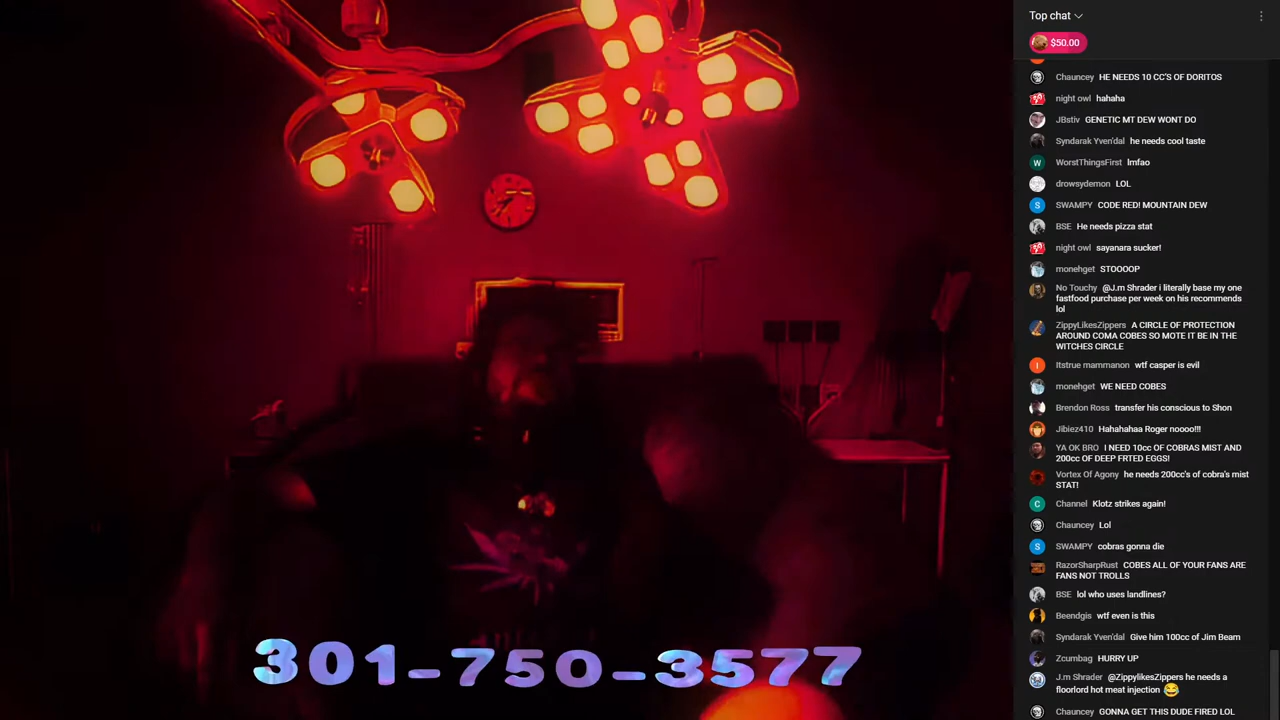 Top chat
$50.00
Chauncey HE NEEDS 10 CC'S OF DORITOS
night owl hahaha
JBstiv GENETIC MT DEW WONT DO
Syndarak Yven'dal he needs cool taste
W WorstThingsFirst lmfao
drowsydemon LOL
S SWAMPY CODE RED! MOUNTAIN DEW
BSE He needs pizza stat
night owl sayanara sucker!
monehget STOOOOP
No Touchy @J.m Shrader i literally base my one
fastfood purchase per week on his recommends
lol
ZippyLikesZippers A CIRCLE OF PROTECTION
AROUND COMA COBES SO MOTE IT BE IN THE
WITCHES CIRCLE
I Itstrue mammanon wtf casper is evil
monehget WE NEED COBES
Brendon Ross transfer his conscious to Shon
Jibiez410 Hahahahaa Roger nooo!!!
YA OK BRO I NEED 10cc OF COBRAS MIST AND
200cc OF DEEP FRTED EGGS!
Vortex Of Agony he needs 200cc's of cobra's mist
STAT!
C Channel Klotz strikes again!
Chauncey Lol
S SWAMPY cobras gonna die
RazorSharpRust COBES ALL OF YOUR FANS ARE
FANS NOT TROLLS
BSE lol who uses landlines?
Beendgis wtf even is this
Syndarak Yven'dal Give him 100cc of Jim Beam
Zcumbag HURRY UP
J.m Shrader @ZippylikesZippers he needs a
floorlord hot meat injection 😂
Chauncey GONNA GET THIS DUDE FIRED LOL
301-750-3577